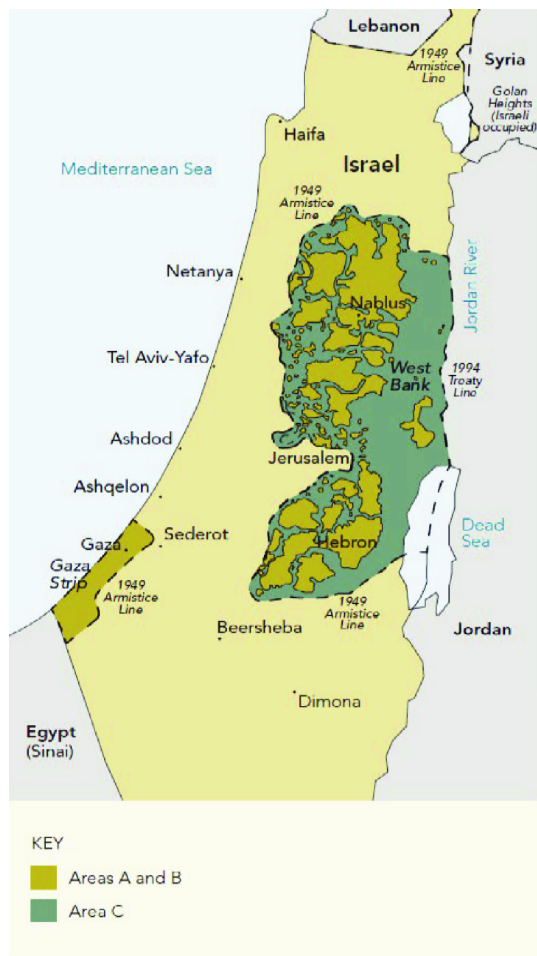 Lebanon
1949
Armistice
Line
Syria
Golan
Heights
(Israeli
occupied)
Haifa
Israel
Mediterranean Sea
1949
Armistice
Line
Netanya
Jordan River
Nablus
Tel Aviv-Yafo
West
Bank
1994
Treaty
Line
Ashdod
Jerusalem
Ashqelon
Dead
Sea
Sederot
Gaza
Hebron
Gaza
Strip
1949
Armistice
Line
1949
Armistice
Line
Beersheba
Jordan
Dimona
Egypt
(Sinai)
KEY
Areas A and B
Area C